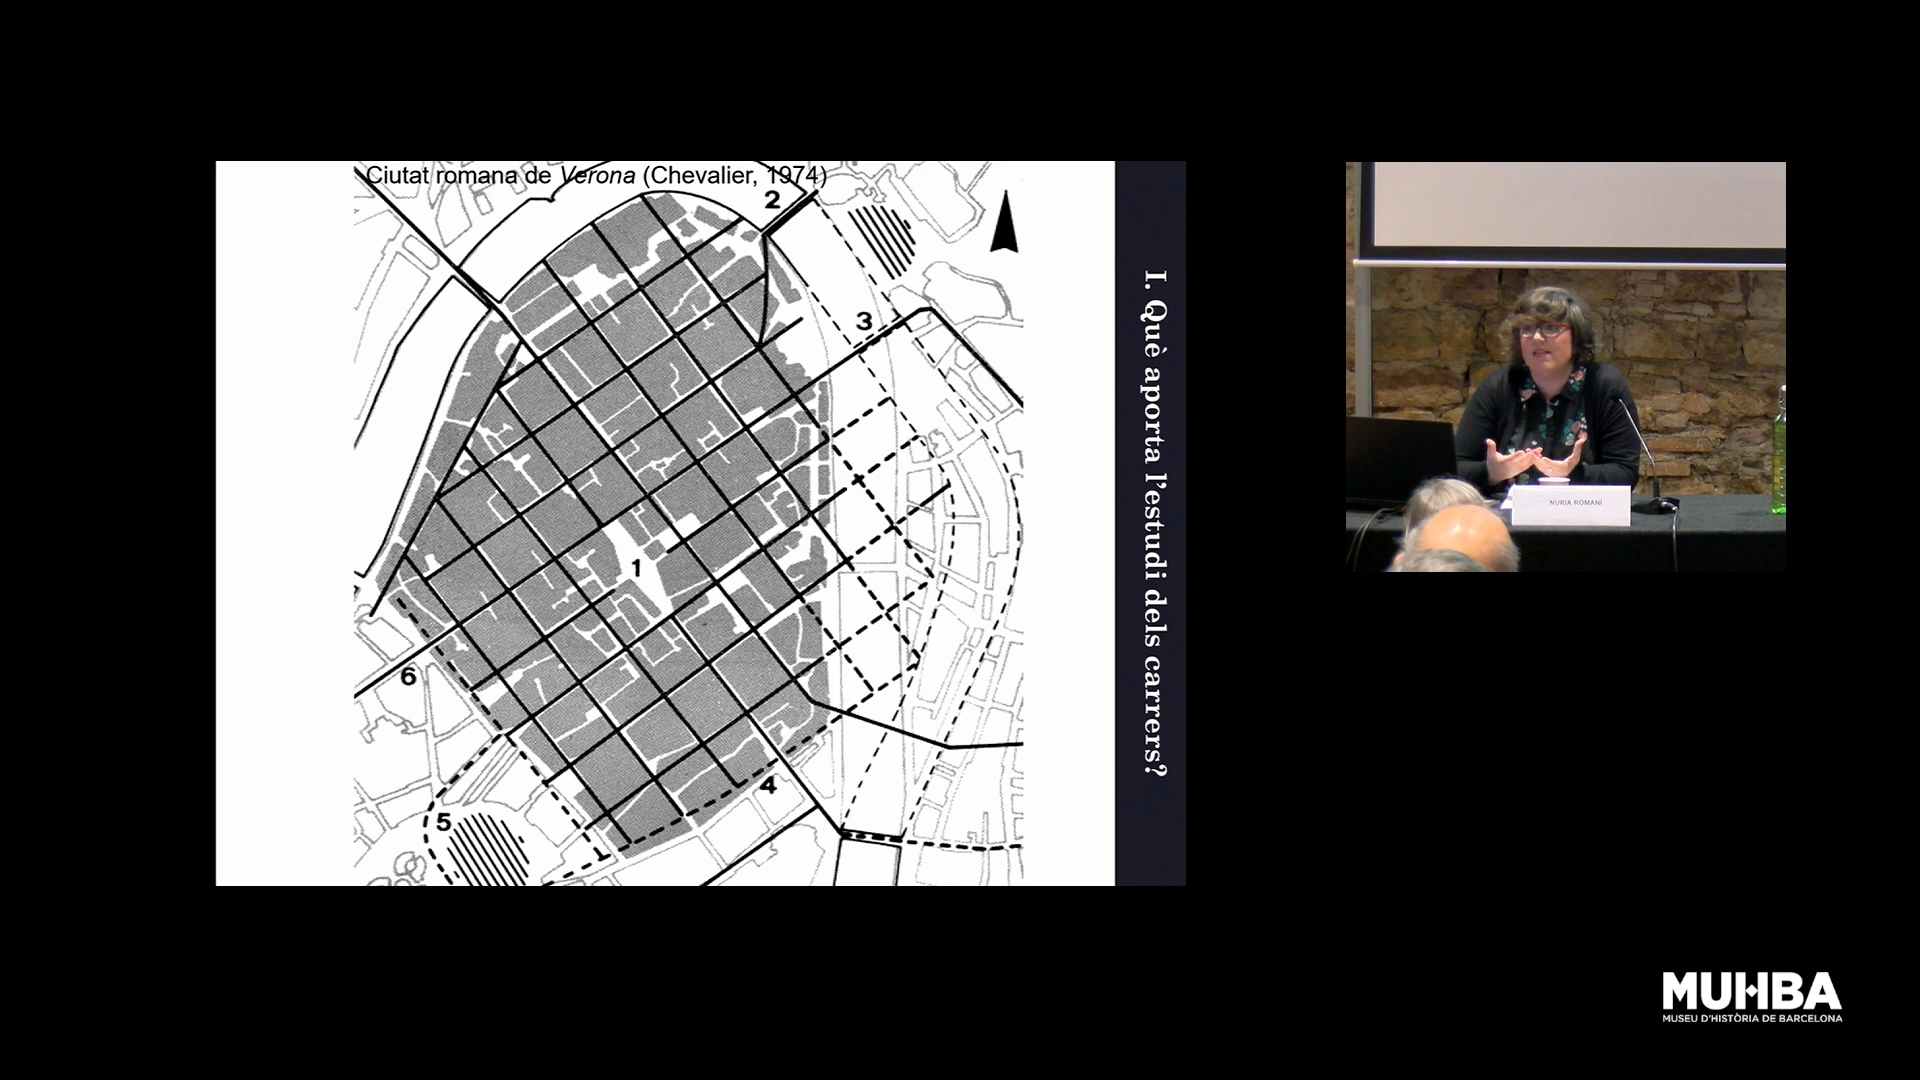 Ciutat romana de Verona (Chevalier, 1974)
2
3
1
6
4
5
I. Què aporta l'estudi dels carrers?
NURIA ROMANÍ
MUHBA
MUSEU D'HISTÒRIA DE BARCELONA